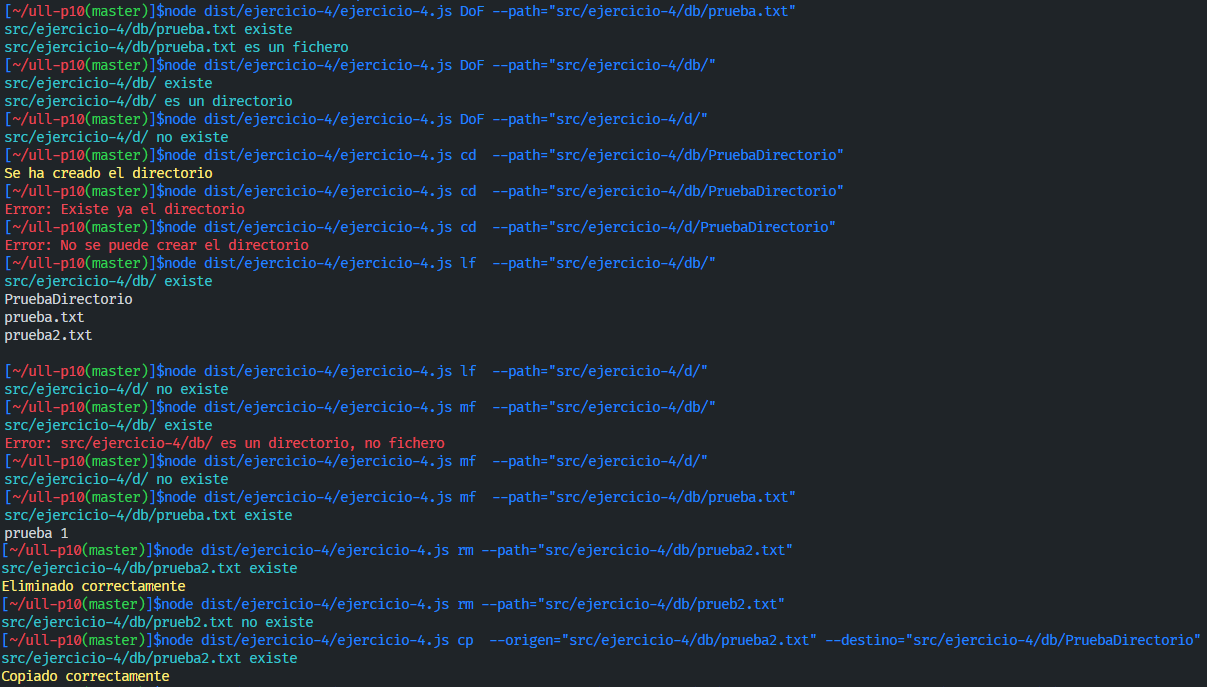 [~/ull-p10(master)]$node dist/ejercicio-4/ejercicio-4.js DoF --path="src/ejercicio-4/db/prueba.txt"
src/ejercicio-4/db/prueba.txt existe
src/ejercicio-4/db/prueba.txt es un fichero
[~/ull-p10(master)]$node dist/ejercicio-4/ejercicio-4.js DoF --path="src/ejercicio-4/db/"
src/ejercicio-4/db/ existe
src/ejercicio-4/db/ es un directorio
[~/ull-p10(master)]$node dist/ejercicio-4/ejercicio-4.js DoF --path="src/ejercicio-4/d/"
src/ejercicio-4/d/ no existe
[~/ull-p10(master)]$node dist/ejercicio-4/ejercicio-4.js cd  --path="src/ejercicio-4/db/PruebaDirectorio"
Se ha creado el directorio
[~/ull-p10(master)]$node dist/ejercicio-4/ejercicio-4.js cd  --path="src/ejercicio-4/db/PruebaDirectorio"
Error: Existe ya el directorio
[~/ull-p10(master)]$node dist/ejercicio-4/ejercicio-4.js cd  --path="src/ejercicio-4/d/PruebaDirectorio"
Error: No se puede crear el directorio
[~/ull-p10(master)]$node dist/ejercicio-4/ejercicio-4.js lf  --path="src/ejercicio-4/db/"
src/ejercicio-4/db/ existe
PruebaDirectorio
prueba.txt
prueba2.txt
[~/ull-p10(master)]$node dist/ejercicio-4/ejercicio-4.js lf  --path="src/ejercicio-4/d/"
src/ejercicio-4/d/ no existe
[~/ull-p10(master)]$node dist/ejercicio-4/ejercicio-4.js mf  --path="src/ejercicio-4/db/"
src/ejercicio-4/db/ existe
Error: src/ejercicio-4/db/ es un directorio, no fichero
[~/ull-p10(master)]$node dist/ejercicio-4/ejercicio-4.js mf  --path="src/ejercicio-4/d/"
src/ejercicio-4/d/ no existe
[~/ull-p10(master)]$node dist/ejercicio-4/ejercicio-4.js mf  --path="src/ejercicio-4/db/prueba.txt"
src/ejercicio-4/db/prueba.txt existe
prueba 1
[~/ull-p10(master)]$node dist/ejercicio-4/ejercicio-4.js rm --path="src/ejercicio-4/db/prueba2.txt"
src/ejercicio-4/db/prueba2.txt existe
Eliminado correctamente
[~/ull-p10(master)]$node dist/ejercicio-4/ejercicio-4.js rm --path="src/ejercicio-4/db/prueb2.txt"
src/ejercicio-4/db/prueb2.txt no existe
[~/ull-p10(master)]$node dist/ejercicio-4/ejercicio-4.js cp  --origen="src/ejercicio-4/db/prueba2.txt" --destino="src/ejercicio-4/db/PruebaDirectorio"
src/ejercicio-4/db/prueba2.txt existe
Copiado correctamente